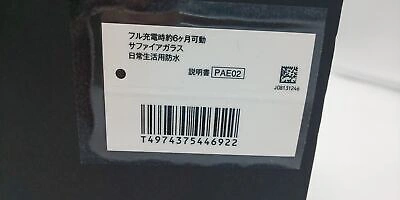 フル充電時約6ヶ月可動
サファイアガラス
日常生活用防水
説明書 PAE02
J08131246
T4974375446922